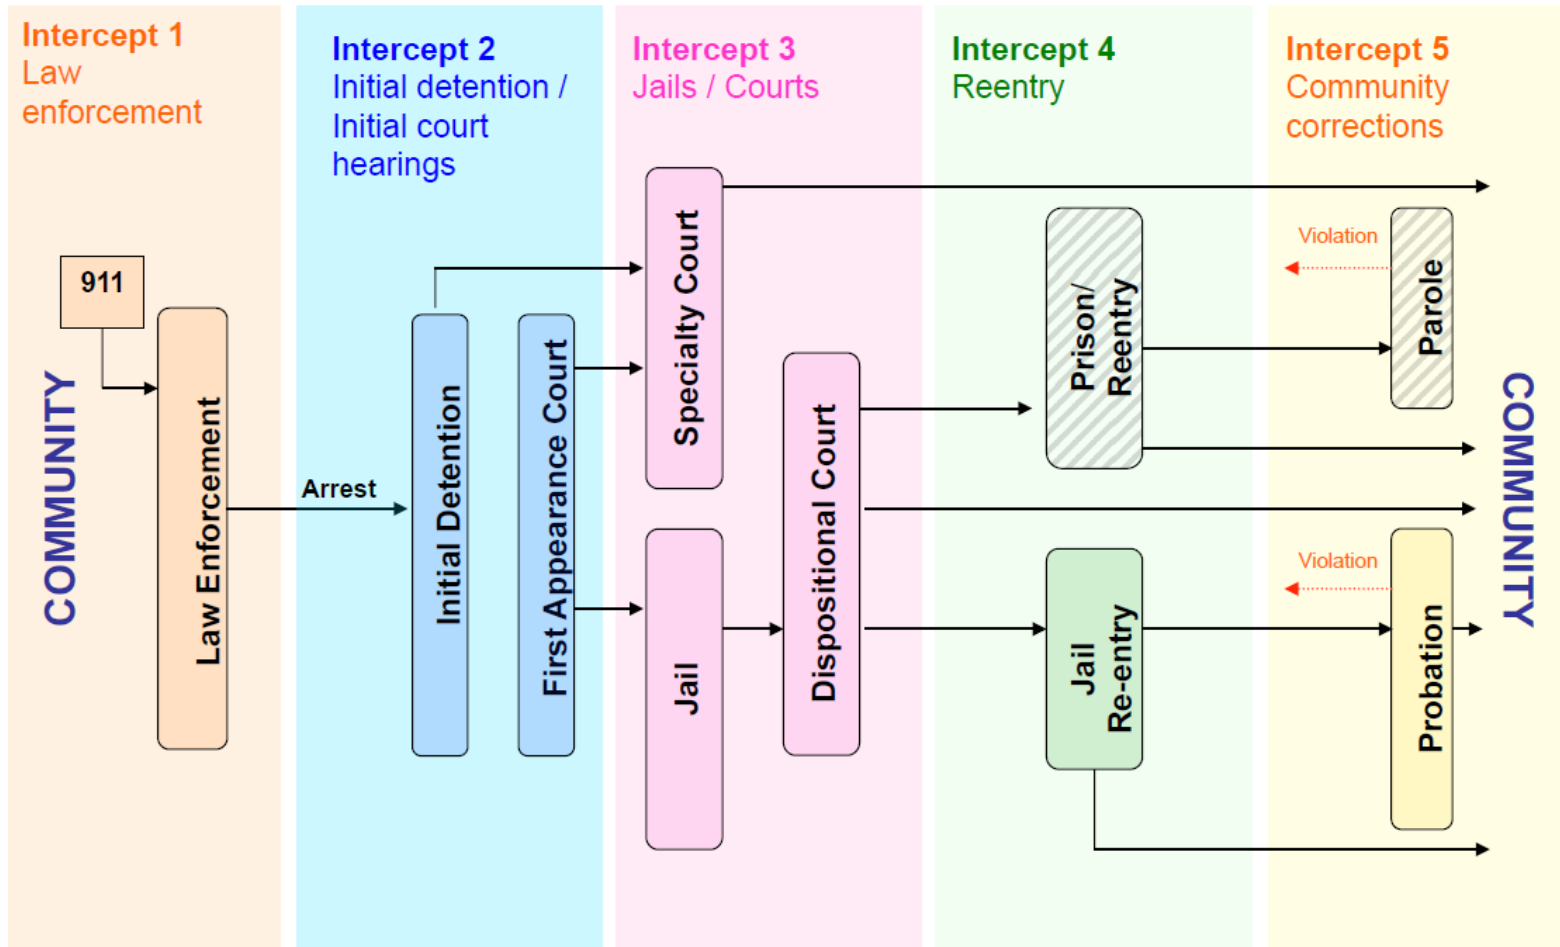 Intercept 1
Law
enforcement
911
COMMUNITY
Law Enforcement
Arrest
Intercept 2
Initial detention /
Initial court
hearings
Initial Detention
First Appearance Court
Intercept 3
Jails / Courts
Specialty Court
Jail
Dispositional Court
Intercept 4
Reentry
Prison/
Reentry
Jail
Re-entry
Intercept 5
Community
corrections
Violation
Parole
Violation
Probation
COMMUNITY